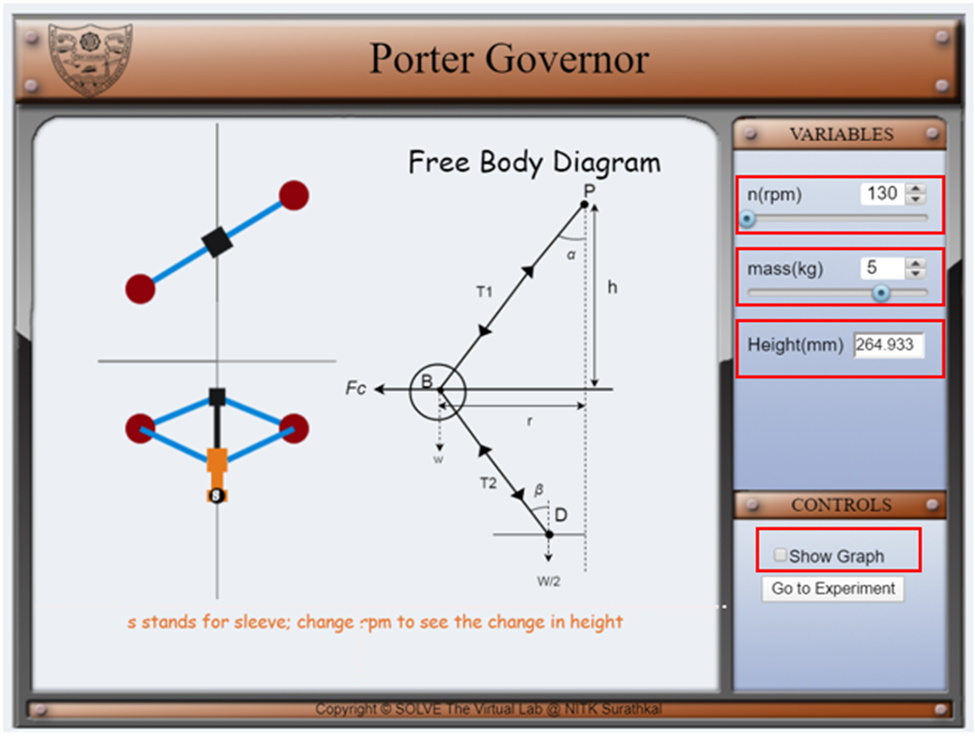 Porter Governor
Free Body Diagram
P
α
T1
h
Fc
B
r
w
T2
β
D
W/2
s
s stands for sleeve; change rpm to see the change in height
VARIABLES
n(rpm) 130
mass(kg) 5
Height(mm) 264.933
CONTROLS
Show Graph
Go to Experiment
Copyright © SOLVE The Virtual Lab @ NITK Surathkal